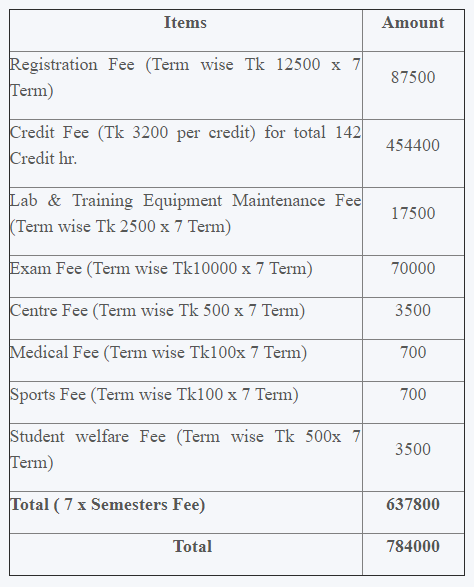 Items Amount
Registration Fee (Term wise Tk 12500 x 7
Term)
87500
Credit Fee (Tk 3200 per credit) for total 142
Credit hr.
454400
Lab & Training Equipment Maintenance Fee
(Term wise Tk 2500 x 7 Term)
17500
Exam Fee (Term wise Tk10000 x 7 Term) 70000
Centre Fee (Term wise Tk 500 x 7 Term) 3500
Medical Fee (Term wise Tk100x 7 Term) 700
Sports Fee (Term wise Tk100 x 7 Term) 700
Student welfare Fee (Term wise Tk 500x 7
Term)
3500
Total ( 7 x Semesters Fee) 637800
Total 784000